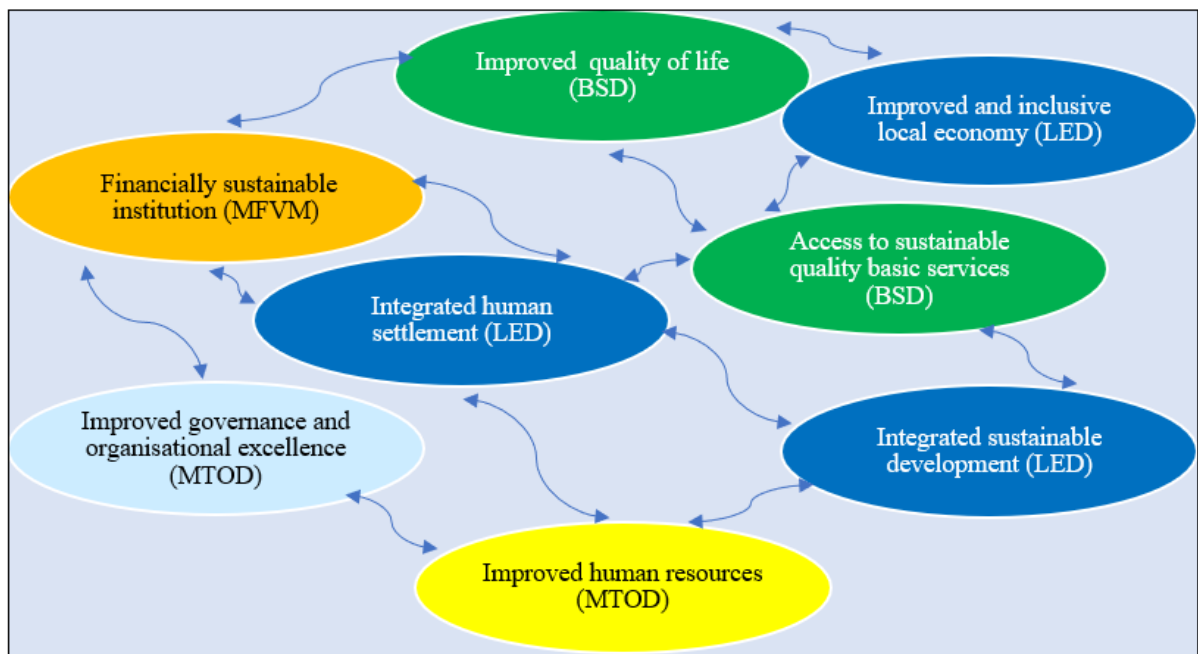 Improved quality of life
(BSD)
Improved and inclusive
local economy (LED)
Financially sustainable
institution (MFVM)
Access to sustainable
quality basic services
(BSD)
Integrated human
settlement (LED)
Improved governance and
organisational excellence
(MTOD)
Integrated sustainable
development (LED)
Improved human resources
(MTOD)